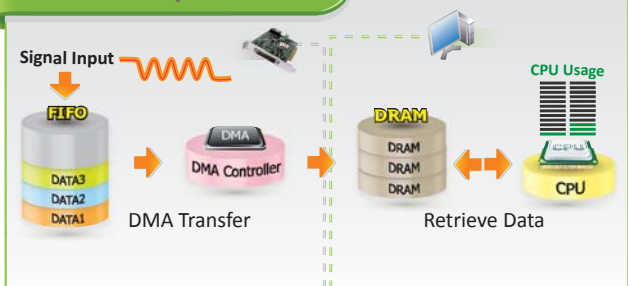 Signal Input
CPU Usage
FIFO
DRAM
DMA
CPU
DRAM
DMA Controller
DRAM
DATA3
DRAM
CPU
DATA2
DATA1
DMA Transfer
Retrieve Data